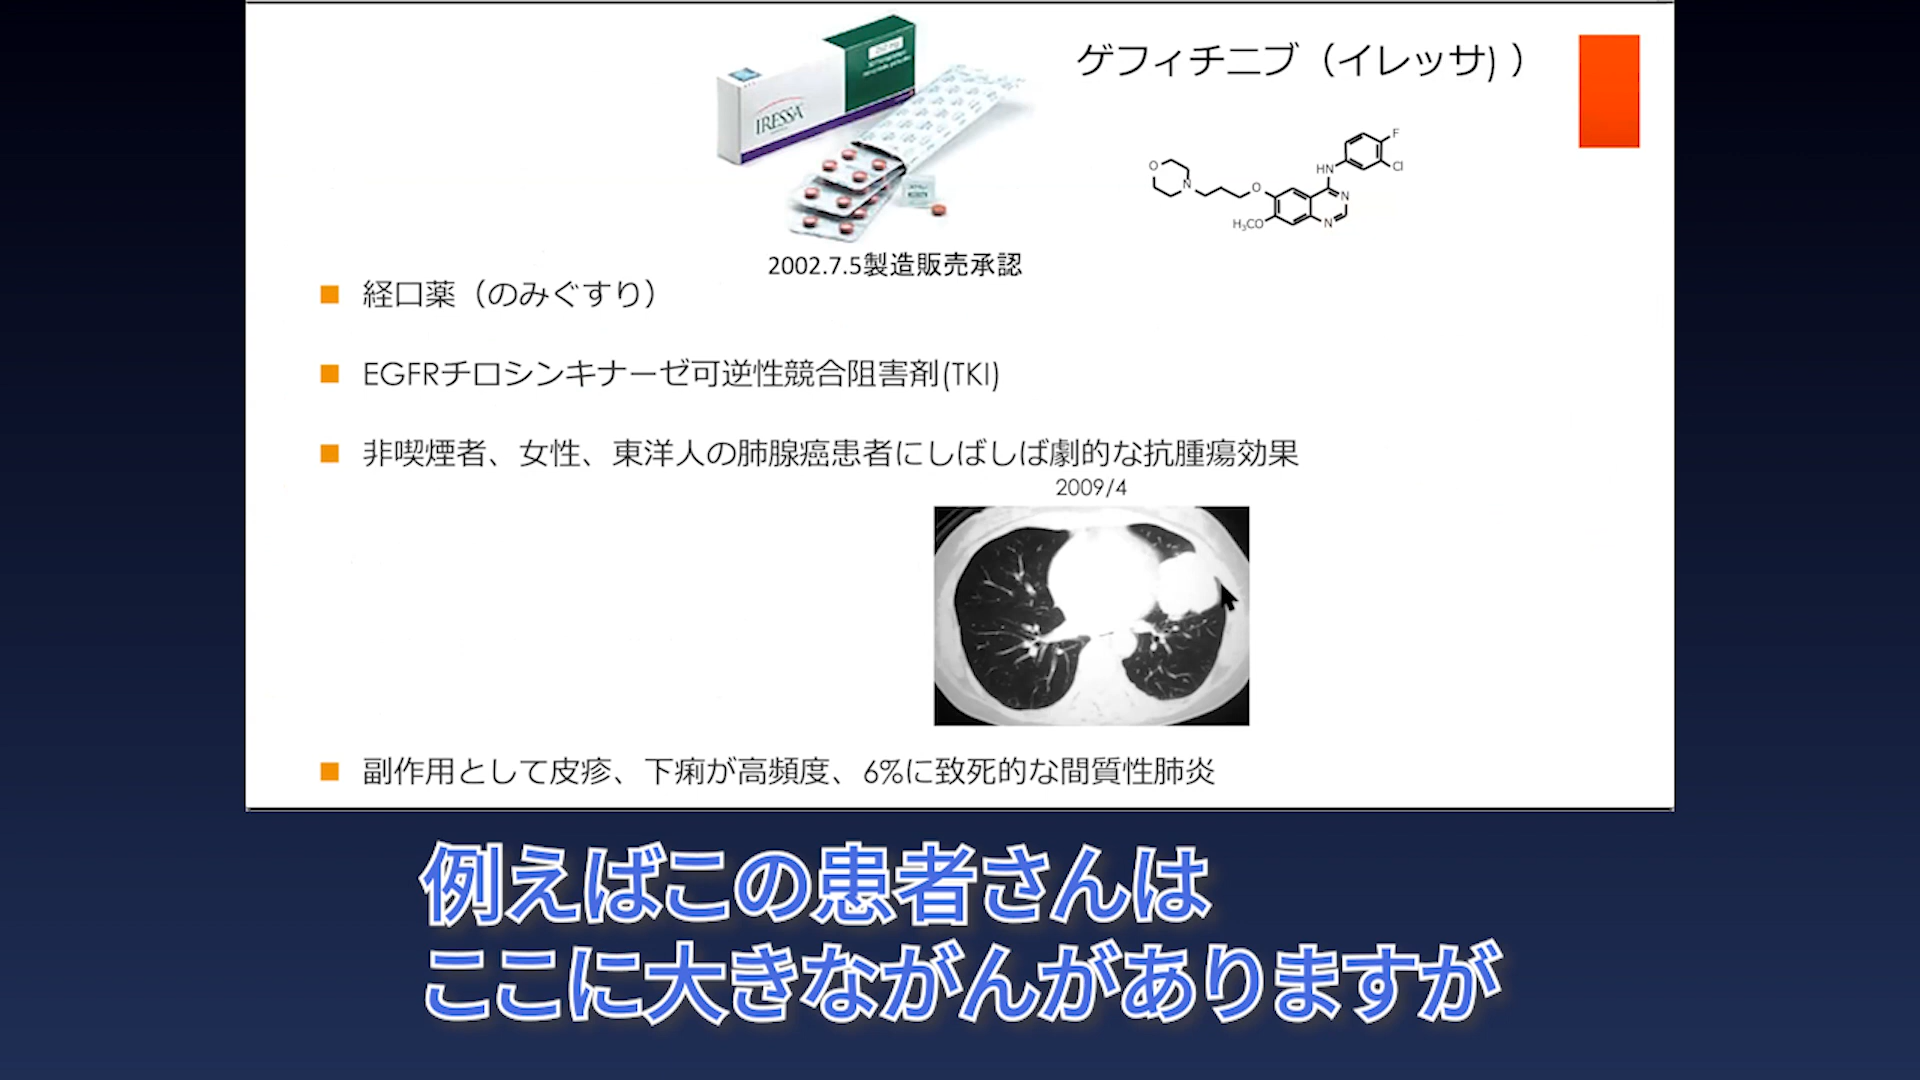 ゲフィチニブ（イレッサ)）
IRESSA
F
Cl
HN
O
N
O
N
N
H₃CO
2002.7.5製造販売承認
経口薬（のみぐすり）
EGFRチロシンキナーゼ可逆性競合阻害剤(TKI)
非喫煙者、女性、東洋人の肺腺癌患者にしばしば劇的な抗腫瘍効果
2009/4
副作用として皮疹、下痢が高頻度、6%に致死的な間質性肺炎
例えばこの患者さんは
ここに大きながんがありますが